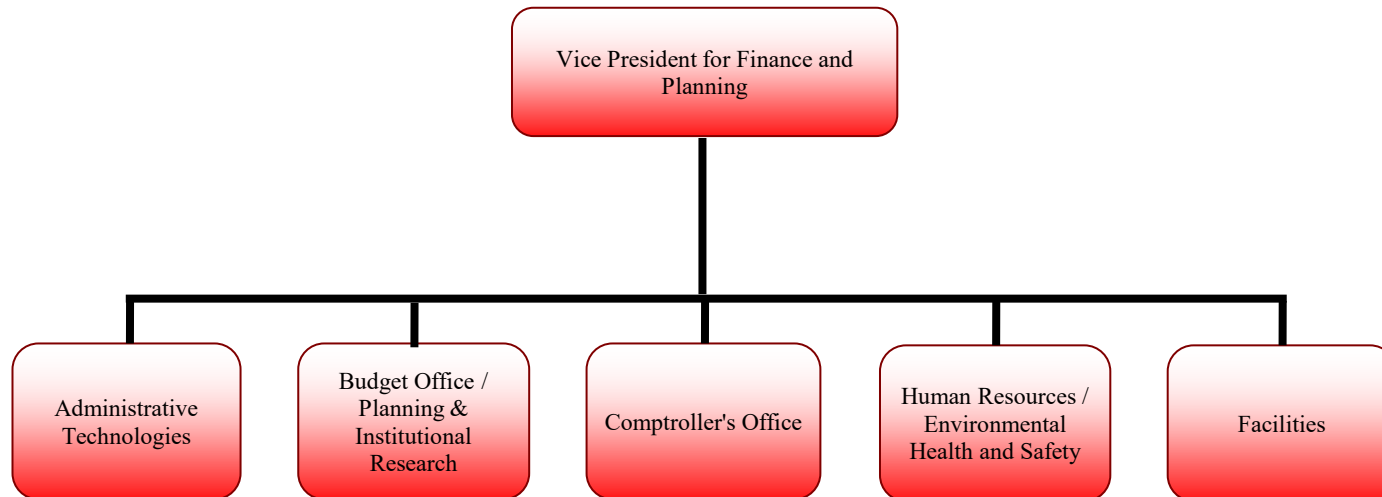 Vice President for Finance and
Planning
Administrative
Technologies
Budget Office /
Planning &
Institutional
Research
Comptroller's Office
Human Resources /
Environmental
Health and Safety
Facilities